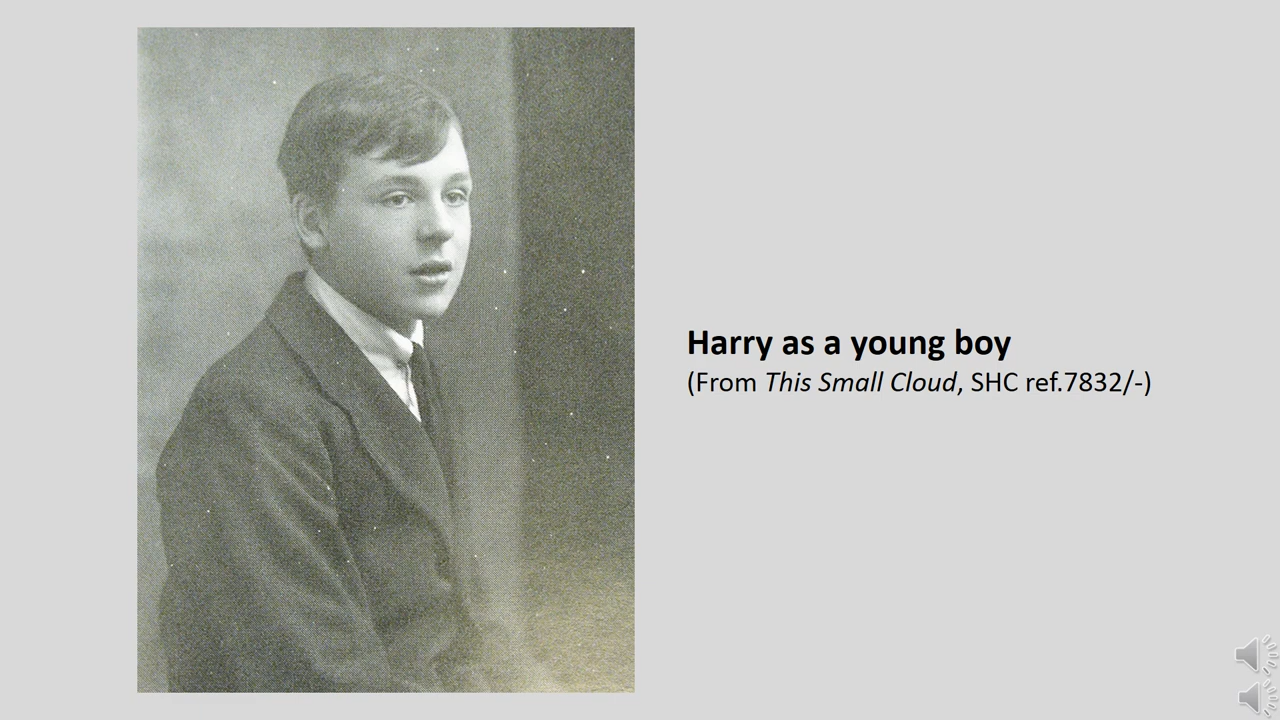 Harry as a young boy
(From This Small Cloud, SHC ref.7832/-)